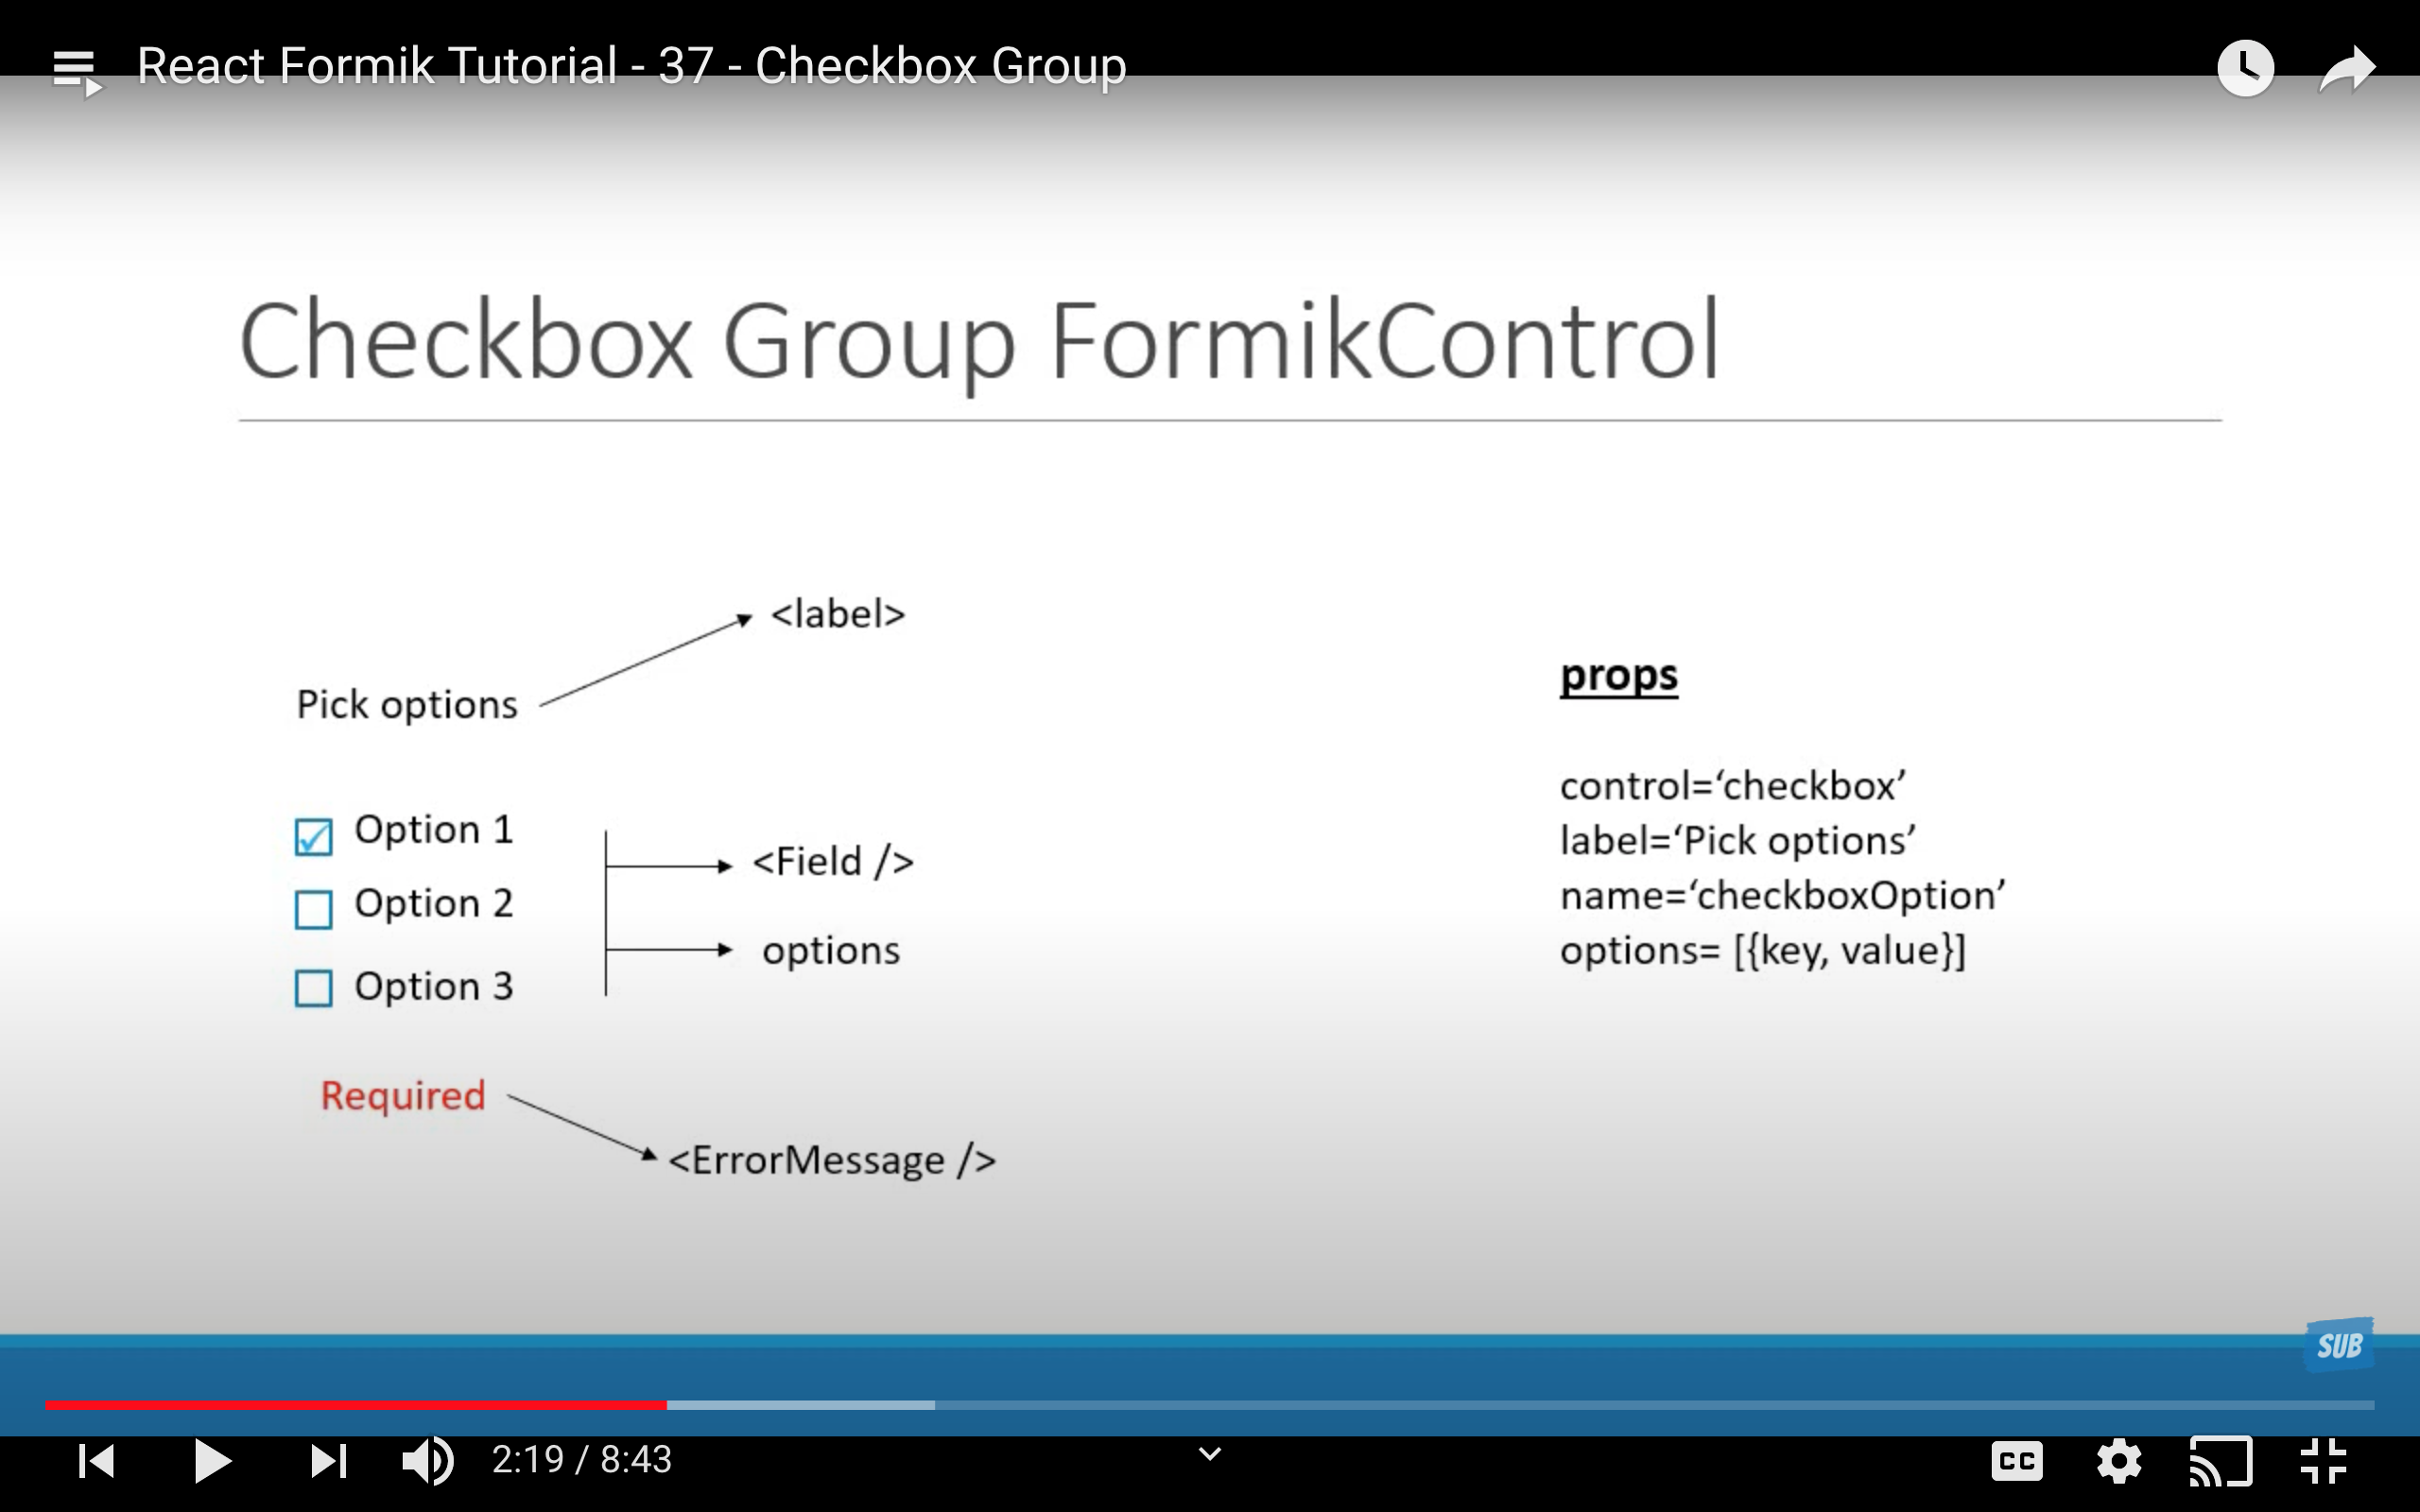 React Formik Tutorial - 37 - Checkbox Group
Checkbox Group FormikControl
<label>
Pick options
Option 1
Option 2
Option 3
<Field />
options
Required
<ErrorMessage />
props
control=‘checkbox’
label=‘Pick options’
name=‘checkboxOption’
options= [{key, value}]
SUB
2:19 / 8:43
CC